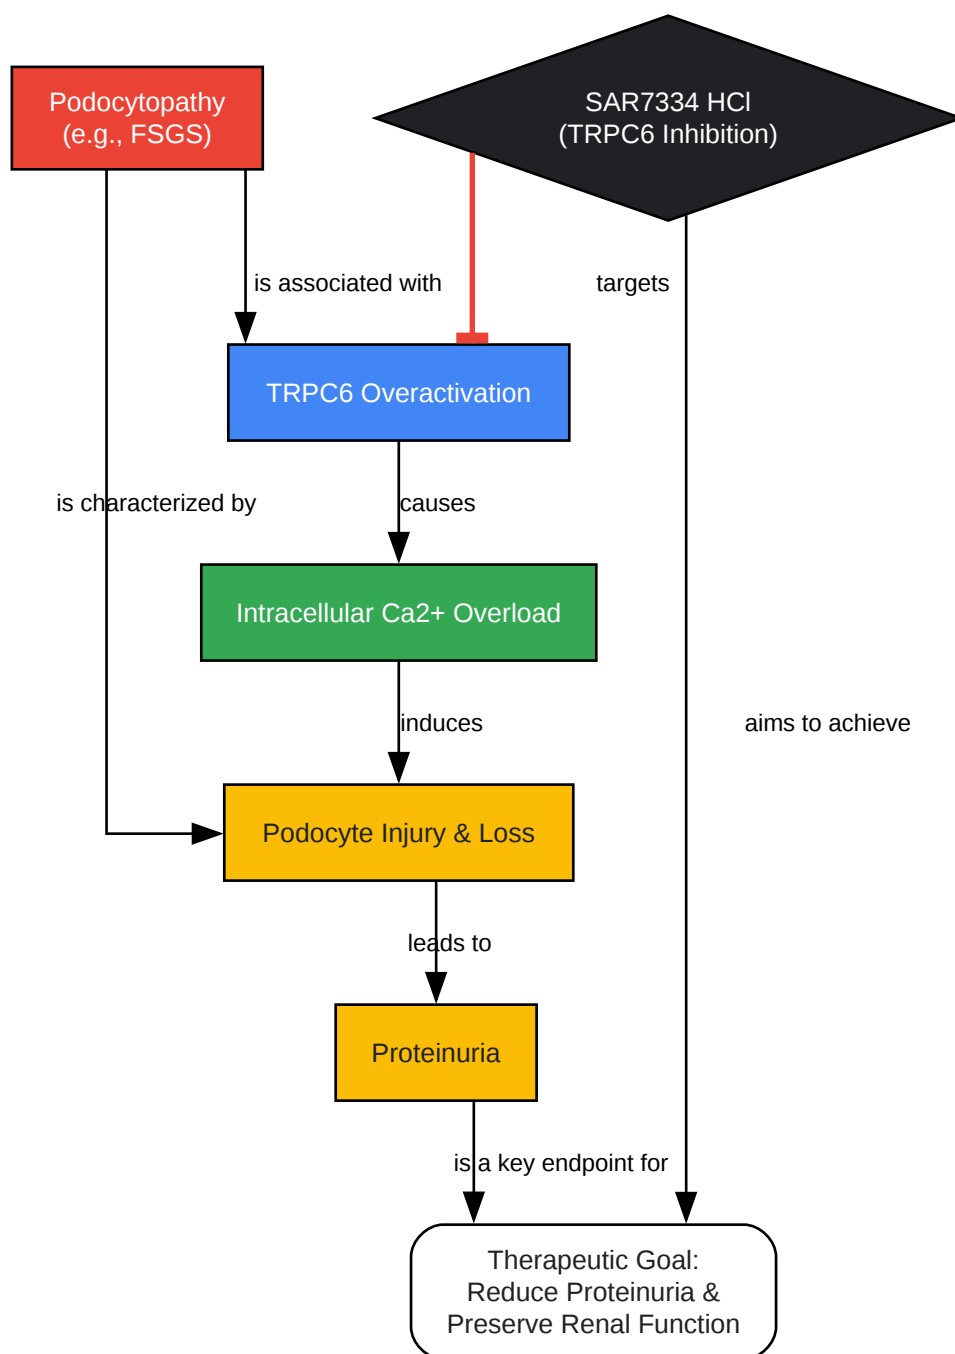 Podocytopathy
(e.g., FSGS)
SAR7334 HCl
(TRPC6 Inhibition)
is associated with
targets
TRPC6 Overactivation
is characterized by
causes
Intracellular Ca2+ Overload
induces
aims to achieve
Podocyte Injury & Loss
leads to
Proteinuria
is a key endpoint for
Therapeutic Goal:
Reduce Proteinuria &
Preserve Renal Function